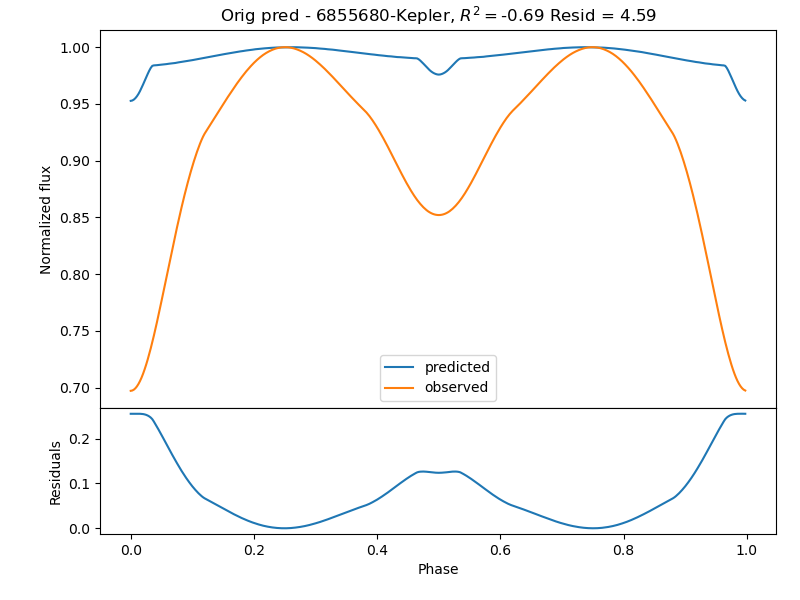 Orig pred - 6855680-Kepler, R² = -0.69 Resid = 4.59
1.00
0.95
0.90
0.85
0.80
0.75
0.70
Normalized flux
predicted
observed
0.2
0.1
0.0
Residuals
0.0 0.2 0.4 0.6 0.8 1.0
Phase